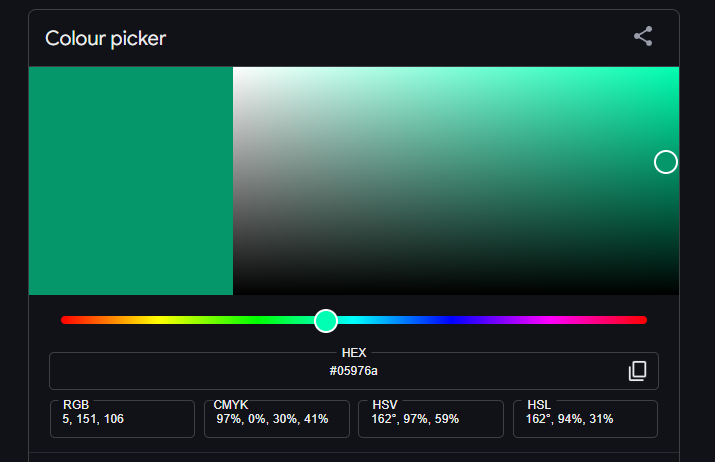 Colour picker
HEX
#05976a
RGB
5, 151, 106
CMYK
97%, 0%, 30%, 41%
HSV
162°, 97%, 59%
HSL
162°, 94%, 31%